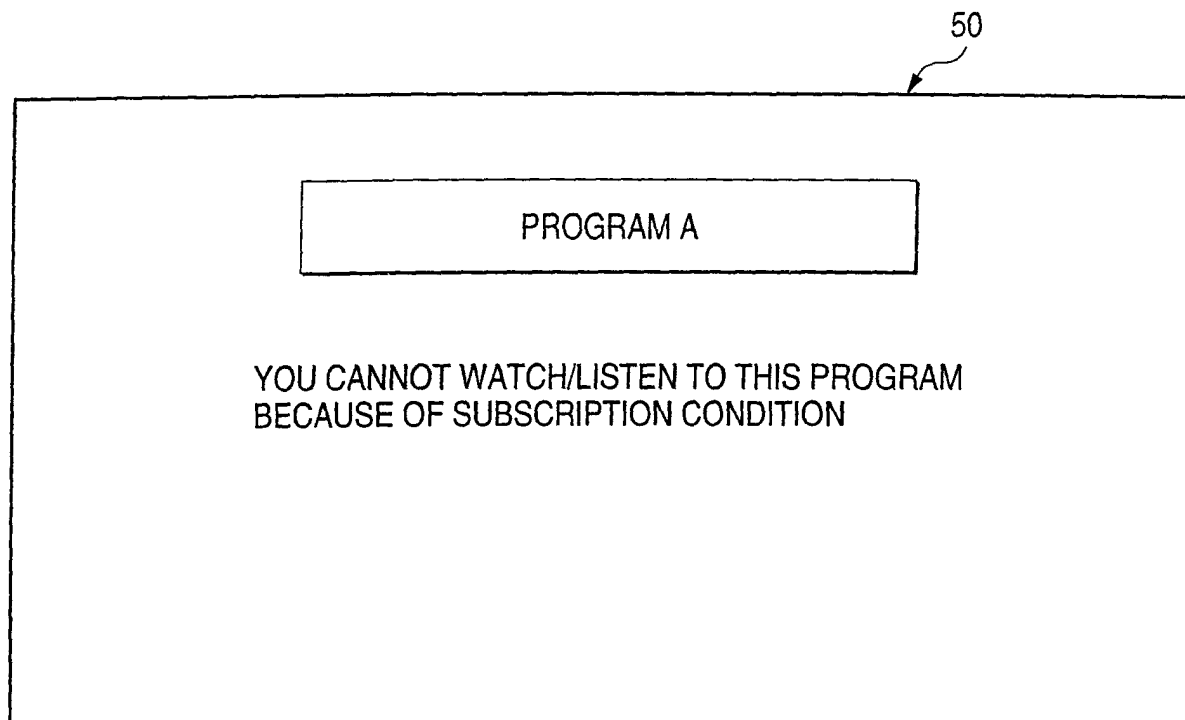 50
PROGRAM A
YOU CANNOT WATCH/LISTEN TO THIS PROGRAM
BECAUSE OF SUBSCRIPTION CONDITION